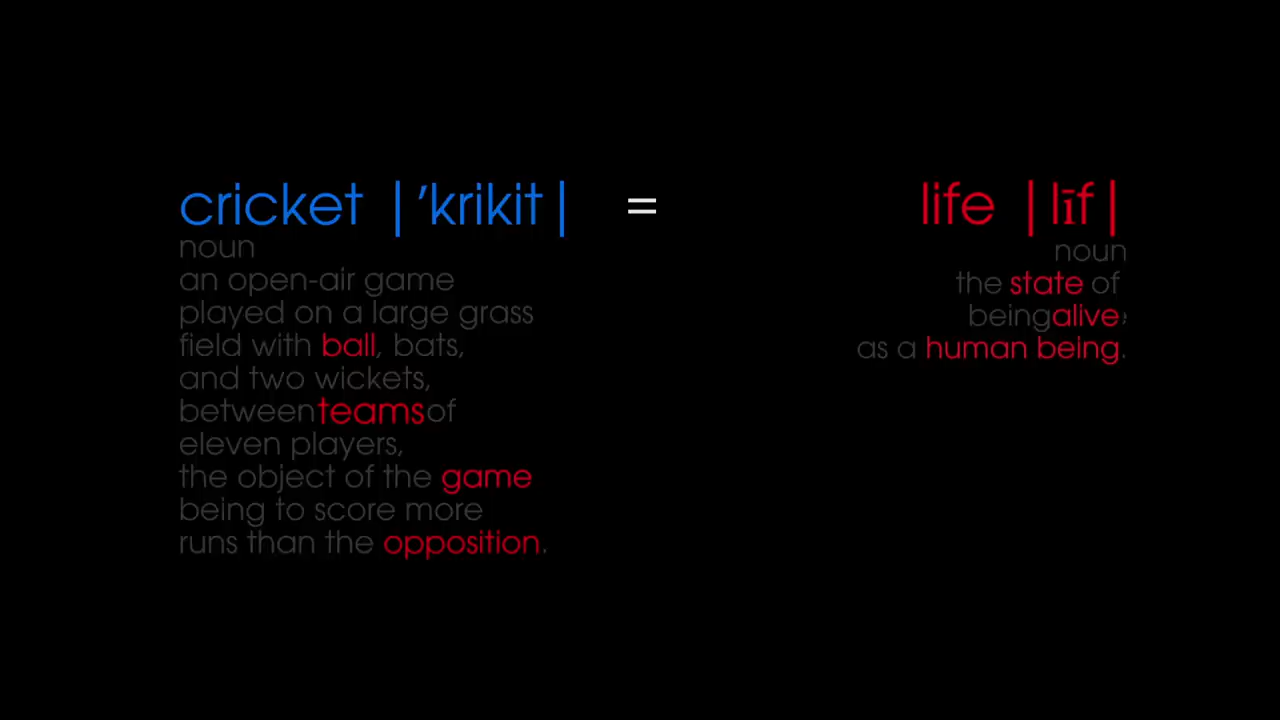 cricket |'krikit| = life |līf|
noun
an open-air game
played on a large grass
field with ball, bats,
and two wickets,
between teams of
eleven players,
the object of the game
being to score more
runs than the opposition.
noun
the state of
being alive;
as a human being.